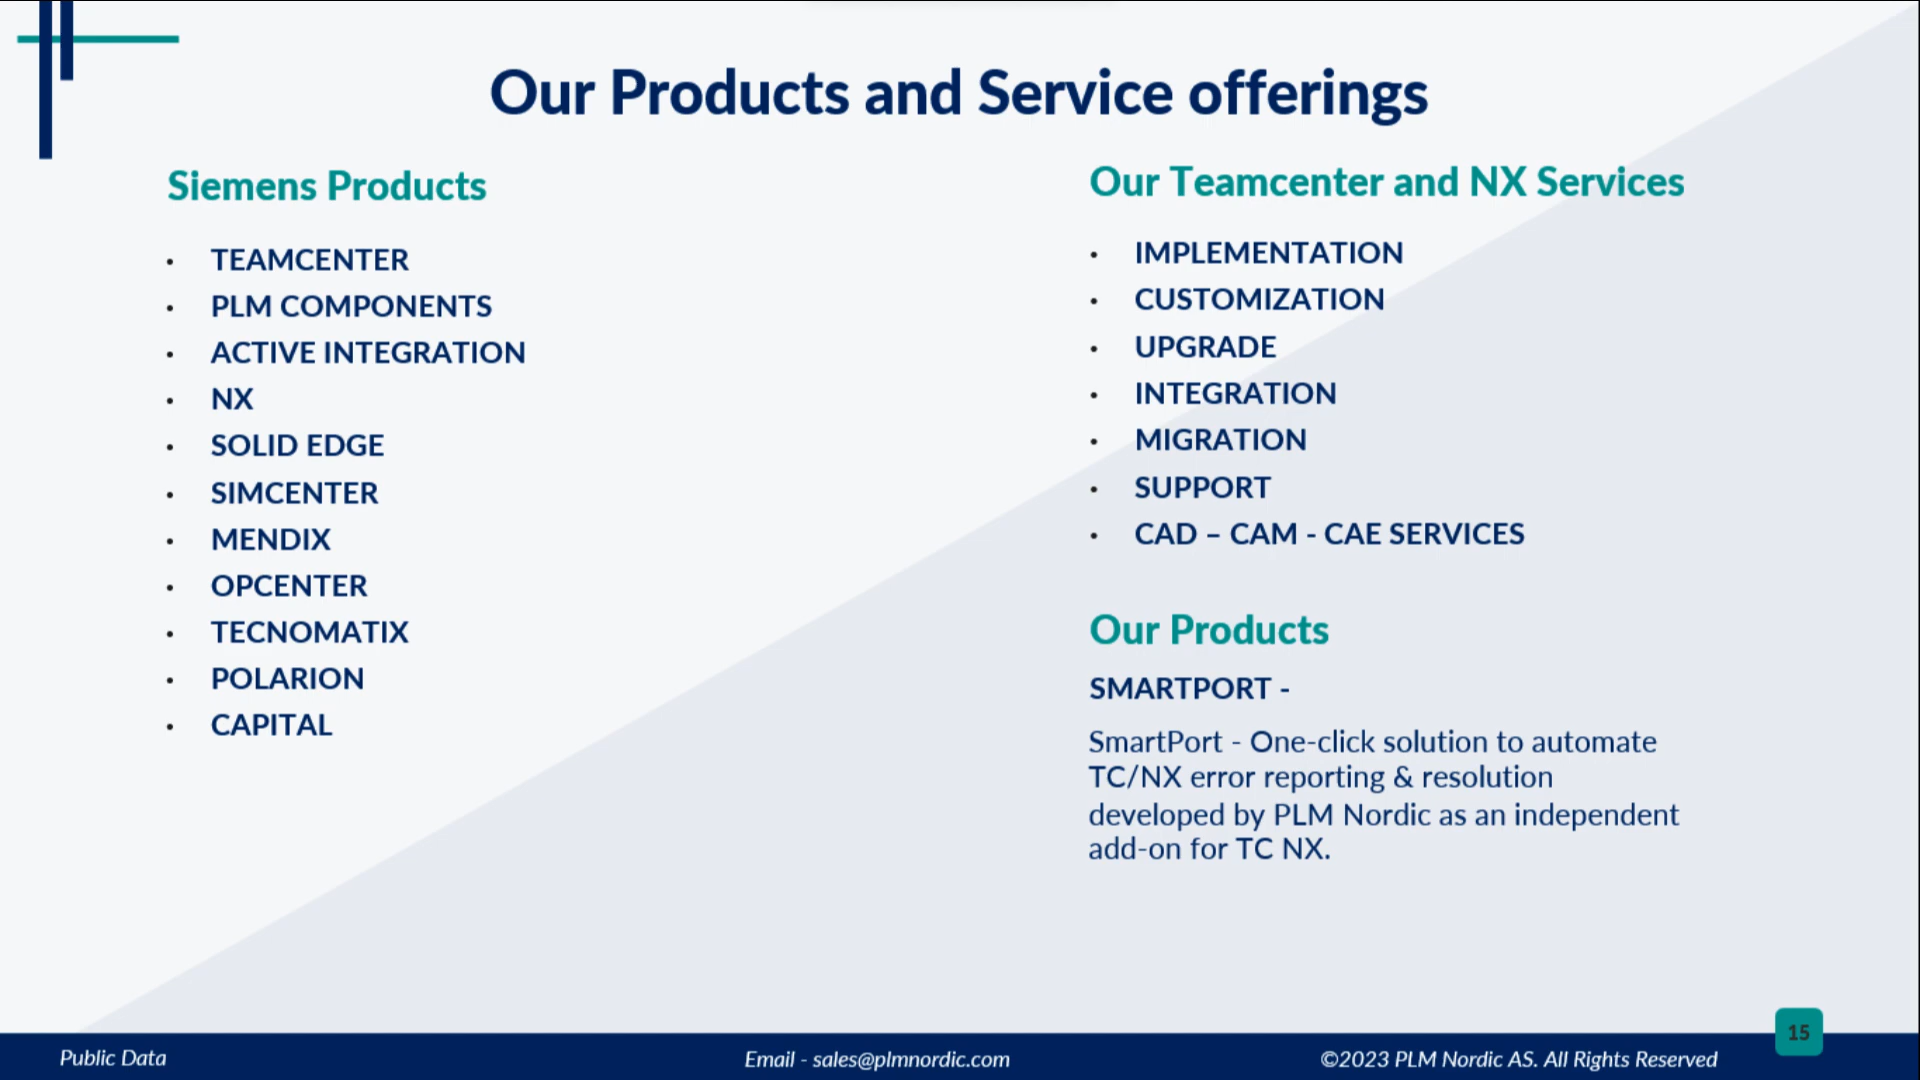 Our Products and Service offerings
Siemens Products
• TEAMCENTER
• PLM COMPONENTS
• ACTIVE INTEGRATION
• NX
• SOLID EDGE
• SIMCENTER
• MENDIX
• OPCENTER
• TECNOMATIX
• POLARION
• CAPITAL
Our Teamcenter and NX Services
• IMPLEMENTATION
• CUSTOMIZATION
• UPGRADE
• INTEGRATION
• MIGRATION
• SUPPORT
• CAD – CAM - CAE SERVICES
Our Products
SMARTPORT -
SmartPort - One-click solution to automate
TC/NX error reporting & resolution
developed by PLM Nordic as an independent
add-on for TC NX.
15
Public Data
Email - sales@plmnordic.com
©2023 PLM Nordic AS. All Rights Reserved